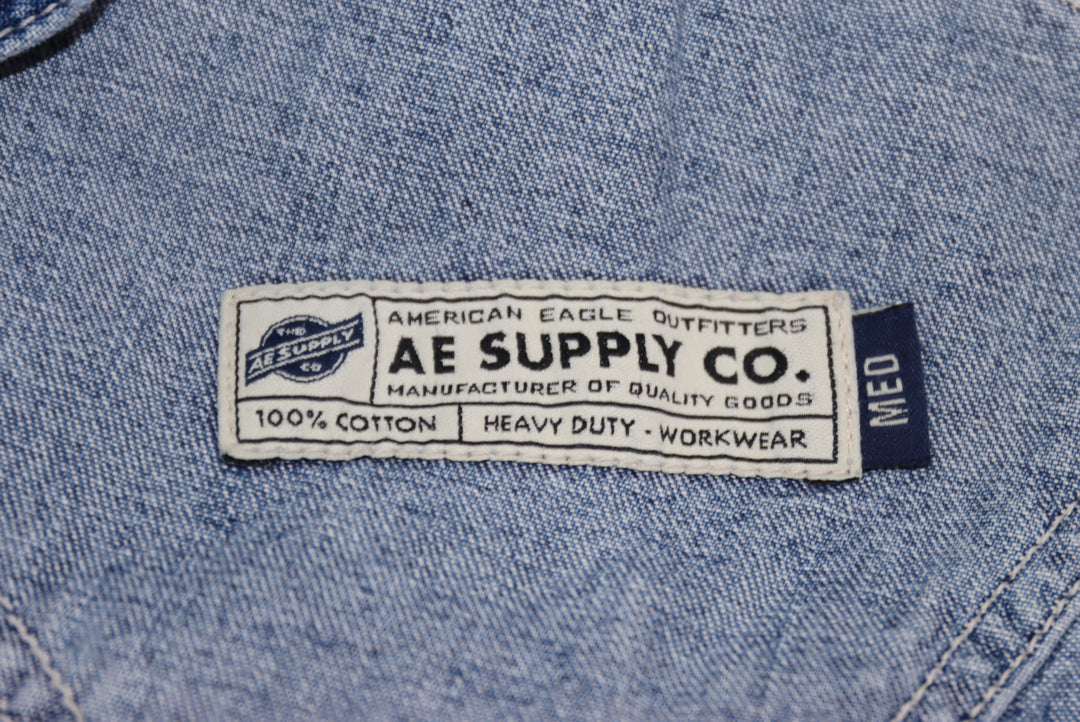 THE
AE SUPPLY
CO
AMERICAN EAGLE OUTFITTERS
AE SUPPLY CO.
MANUFACTURER OF QUALITY GOODS
100% COTTON
HEAVY DUTY - WORKWEAR
MED